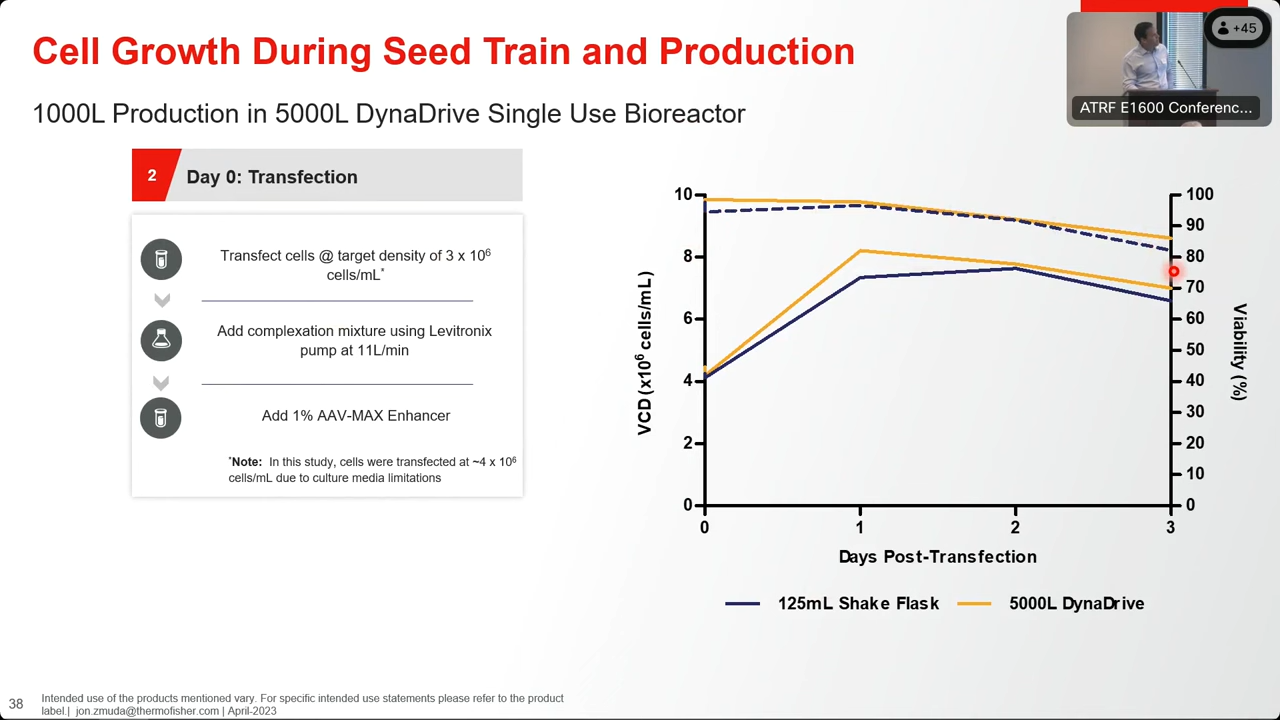 Cell Growth During Seed Train and Production
+45
ATRF E1600 Conferenc...
1000L Production in 5000L DynaDrive Single Use Bioreactor
2
Day 0: Transfection
Transfect cells @ target density of 3 x 10⁶
cells/mL*
Add complexation mixture using Levitronix
pump at 11L/min
Add 1% AAV-MAX Enhancer
*Note: In this study, cells were transfected at ~4 x 10⁶
cells/mL due to culture media limitations
VCD (x10⁶ cells/mL)
10
8
6
4
2
0
100
90
80
70
60
50
40
30
20
10
0
Viability (%)
0 1 2 3
Days Post-Transfection
125mL Shake Flask 5000L DynaDrive
38
Intended use of the products mentioned vary. For specific intended use statements please refer to the product
label.| jon.zmuda@thermofisher.com | April-2023